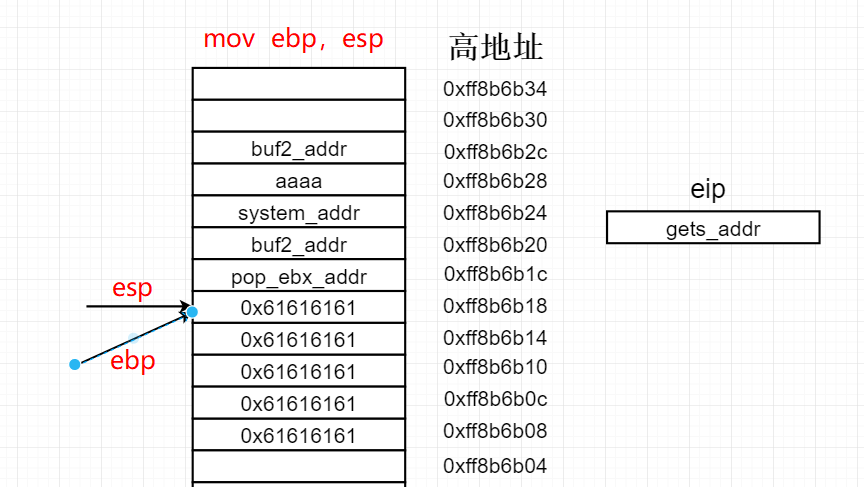 mov ebp, esp
高地址
0xff8b6b34
0xff8b6b30
buf2_addr 0xff8b6b2c
aaaa 0xff8b6b28
eip
system_addr 0xff8b6b24
gets_addr
buf2_addr 0xff8b6b20
pop_ebx_addr 0xff8b6b1c
esp
0x61616161 0xff8b6b18
0x61616161 0xff8b6b14
ebp
0x61616161 0xff8b6b10
0x61616161 0xff8b6b0c
0x61616161 0xff8b6b08
0xff8b6b04